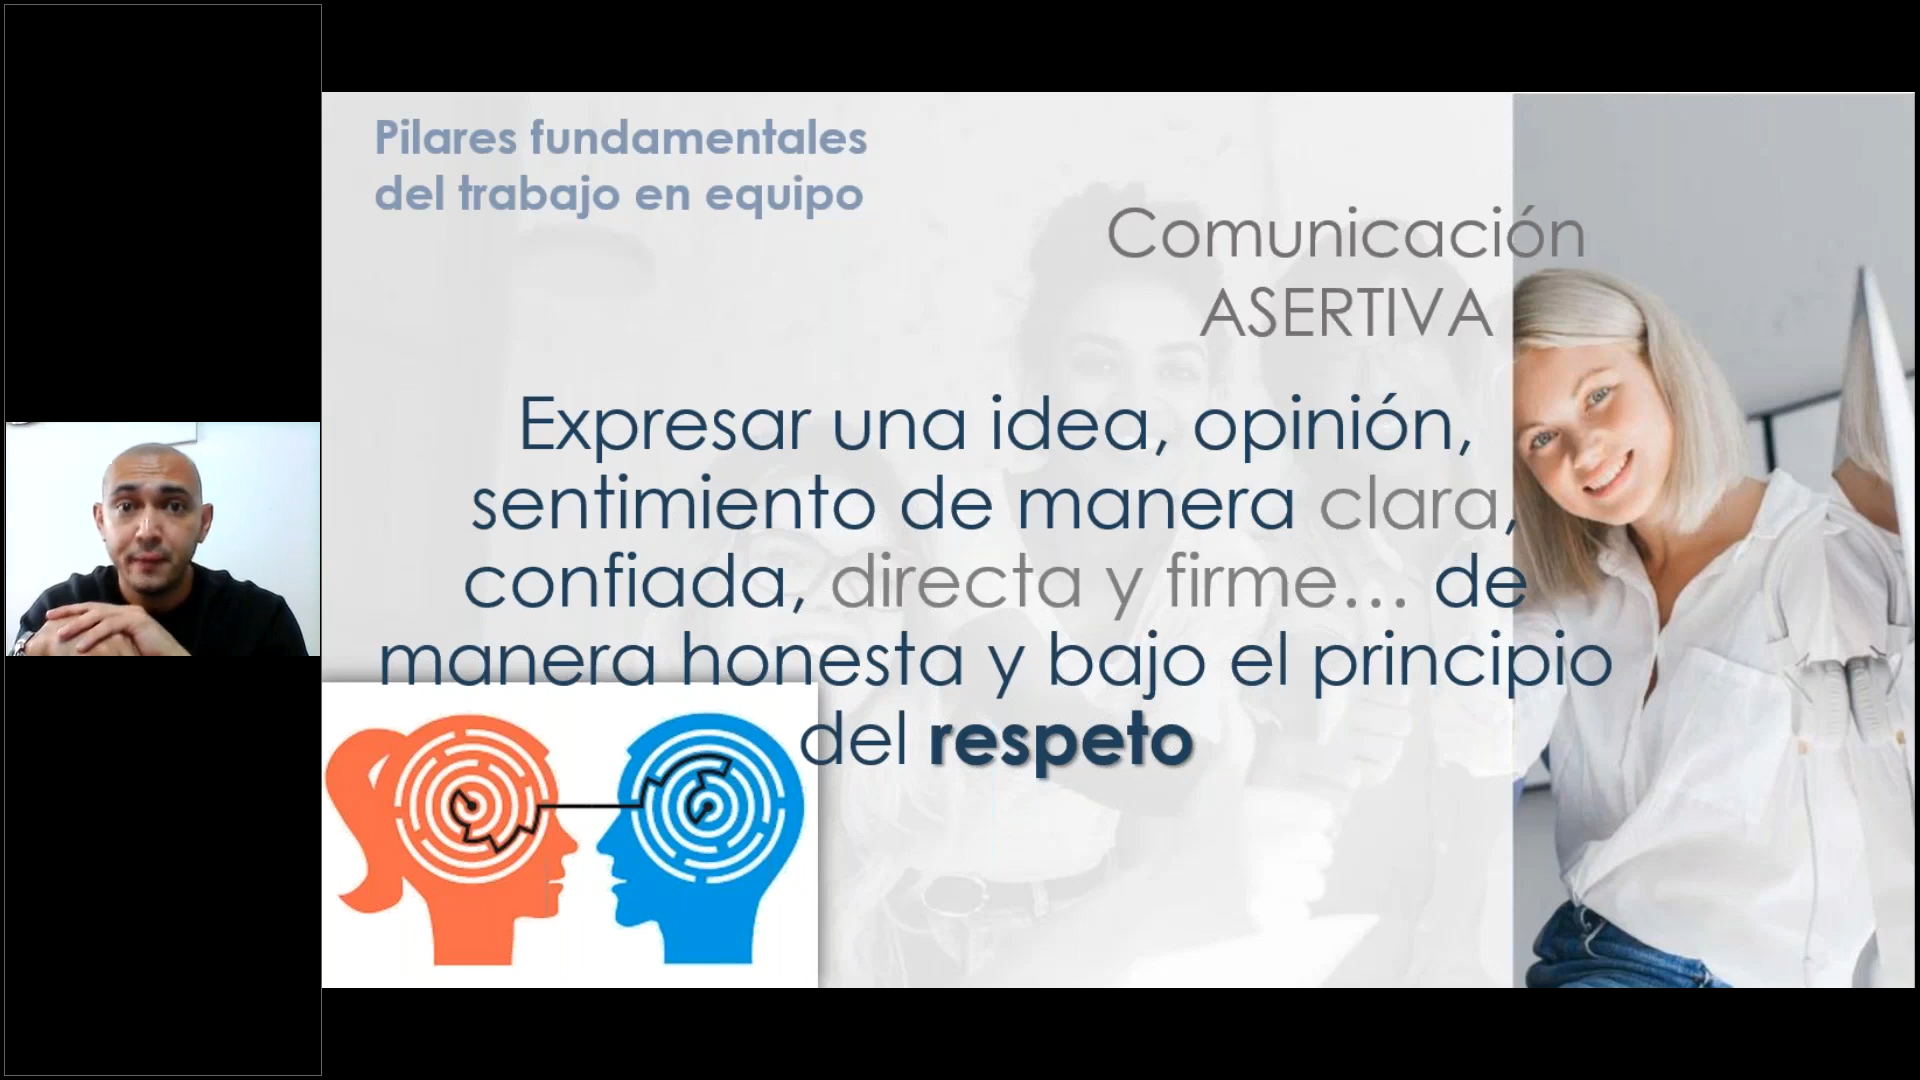 Pilares fundamentales
del trabajo en equipo
Comunicación
ASERTIVA
Expresar una idea, opinión,
sentimiento de manera clara,
confiada, directa y firme... de
manera honesta y bajo el principio
del respeto